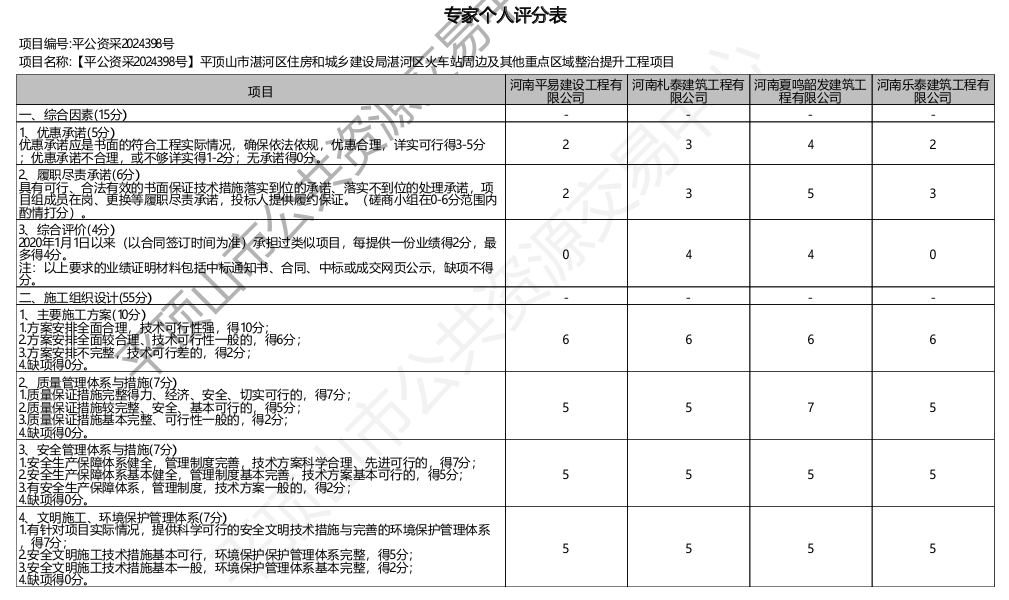 专家个人评分表
项目编号:平公资采2024398号
项目名称:【平公资采2024398号】平顶山市湛河区住房和城乡建设局湛河区火车站周边及其他重点区域整治提升工程项目
项目 河南平易建设工程有限公司 河南札泰建筑工程有限公司 河南夏鸣韶发建筑工程有限公司 河南乐泰建筑工程有限公司
一、综合因素(15分) - - - -
1、优惠承诺(5分)
优惠承诺应是书面的符合工程实际情况，确保依法依规，优惠合理，详实可行得3-5分
；优惠承诺不合理，或不够详实得1-2分；无承诺得0分。
2 3 4 2
2、履职尽责承诺(6分)
具有可行、合法有效的书面保证技术措施落实到位的承诺、落实不到位的处理承诺，项
目组成员在岗、更换等履职尽责承诺，投标人提供履约保证。（磋商小组在0-6分范围内
酌情打分）。
2 3 5 3
3、综合评价(4分)
2020年1月1日以来（以合同签订时间为准）承担过类似项目，每提供一份业绩得2分，最
多得4分。
注：以上要求的业绩证明材料包括中标通知书、合同、中标或成交网页公示，缺项不得
分。
0 4 4 0
二、施工组织设计(55分) - - - -
1、主要施工方案(10分)
1.方案安排全面合理，技术可行性强，得10分；
2.方案安排全面较合理、技术可行性一般的，得6分；
3.方案安排不完整，技术可行差的，得2分；
4.缺项得0分。
6 6 6 6
2、质量管理体系与措施(7分)
1.质量保证措施完整得力、经济、安全、切实可行的，得7分；
2.质量保证措施较完整、安全、基本可行的，得5分；
3.质量保证措施基本完整、可行性一般的，得2分；
4.缺项得0分。
5 5 7 5
3、安全管理体系与措施(7分)
1.安全生产保障体系健全，管理制度完善，技术方案科学合理、先进可行的，得7分；
2.安全生产保障体系基本健全，管理制度基本完善，技术方案基本可行的，得5分；
3.有安全生产保障体系，管理制度，技术方案一般的，得2分；
4.缺项得0分。
5 5 5 5
4、文明施工、环境保护管理体系(7分)
1.有针对项目实际情况，提供科学可行的安全文明技术措施与完善的环境保护管理体系
，得7分；
2.安全文明施工技术措施基本可行，环境保护保护管理体系完整，得5分；
3.安全文明施工技术措施基本一般，环境保护管理体系基本完整，得2分；
4.缺项得0分。
5 5 5 5
平顶山市公共资源交易中
平顶山市公共资源交易中心